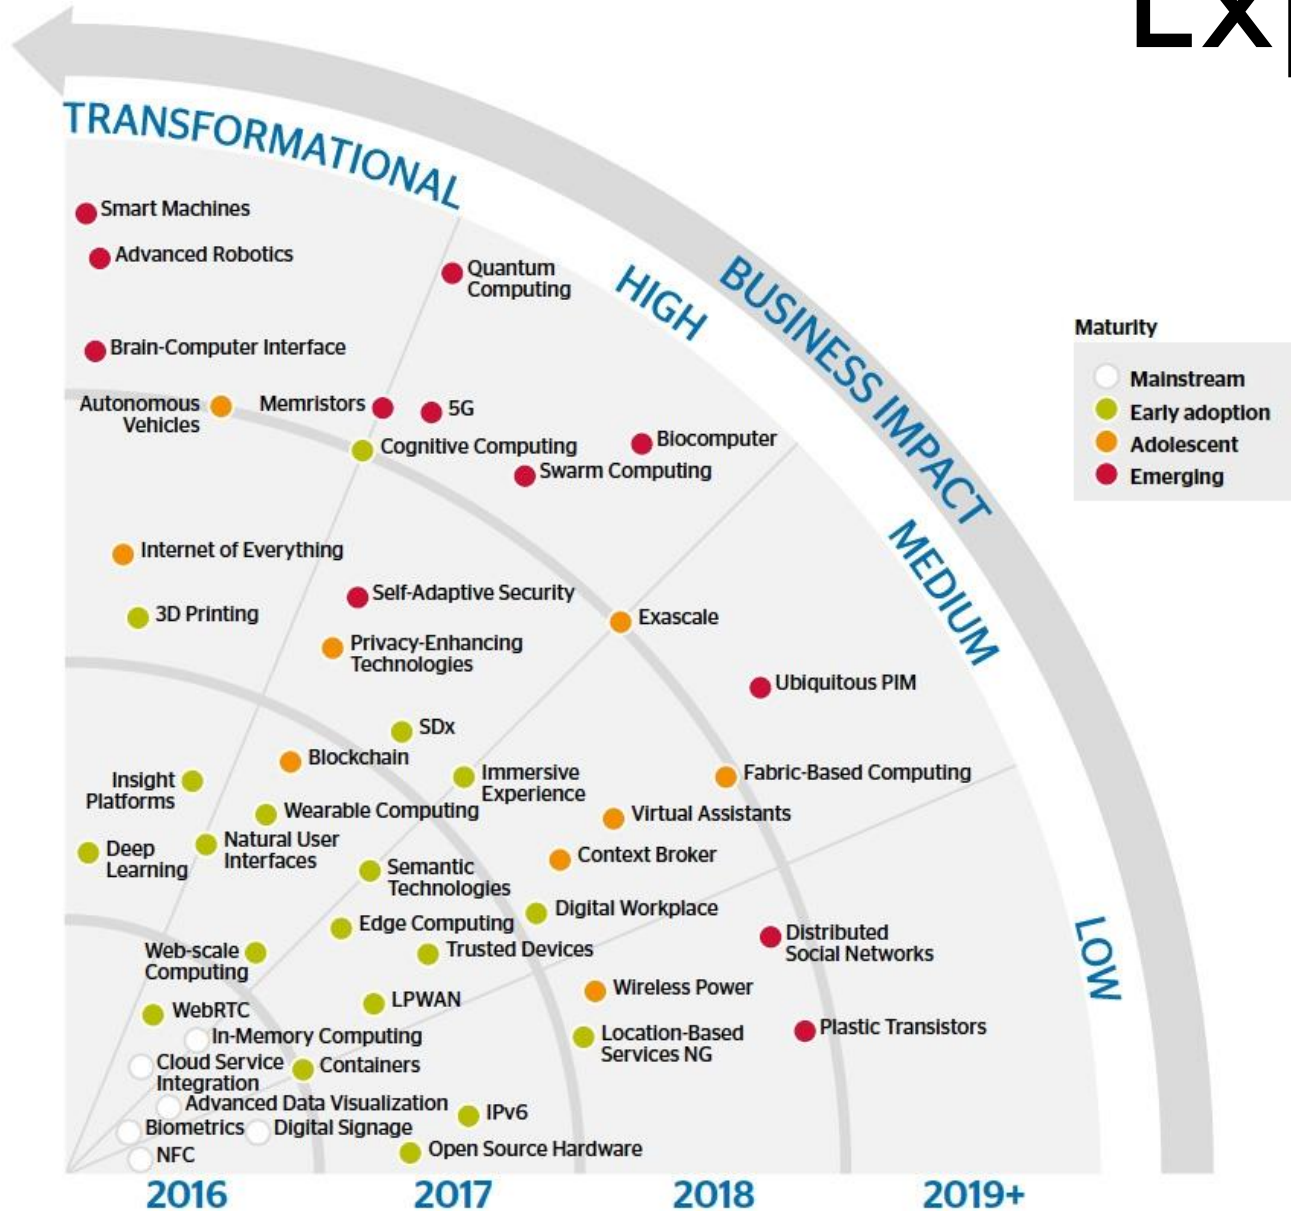 LX
TRANSFORMATIONAL
HIGH
BUSINESS IMPACT
MEDIUM
LOW
Smart Machines
Advanced Robotics
Quantum
Computing
Brain-Computer Interface
Autonomous
Vehicles
Memristors
5G
Cognitive Computing
Biocomputer
Swarm Computing
Internet of Everything
3D Printing
Self-Adaptive Security
Privacy-Enhancing
Technologies
Exascale
Ubiquitous PIM
SDx
Blockchain
Insight
Platforms
Immersive
Experience
Fabric-Based Computing
Wearable Computing
Virtual Assistants
Deep
Learning
Natural User
Interfaces
Context Broker
Semantic
Technologies
Digital Workplace
Edge Computing
Trusted Devices
Distributed
Social Networks
Web-scale
Computing
Wireless Power
LPWAN
WebRTC
Location-Based
Services NG
Plastic Transistors
In-Memory Computing
Cloud Service
Integration
Containers
Advanced Data Visualization
IPv6
Biometrics
Digital Signage
NFC
Open Source Hardware
2016
2017
2018
2019+
Maturity
Mainstream
Early adoption
Adolescent
Emerging